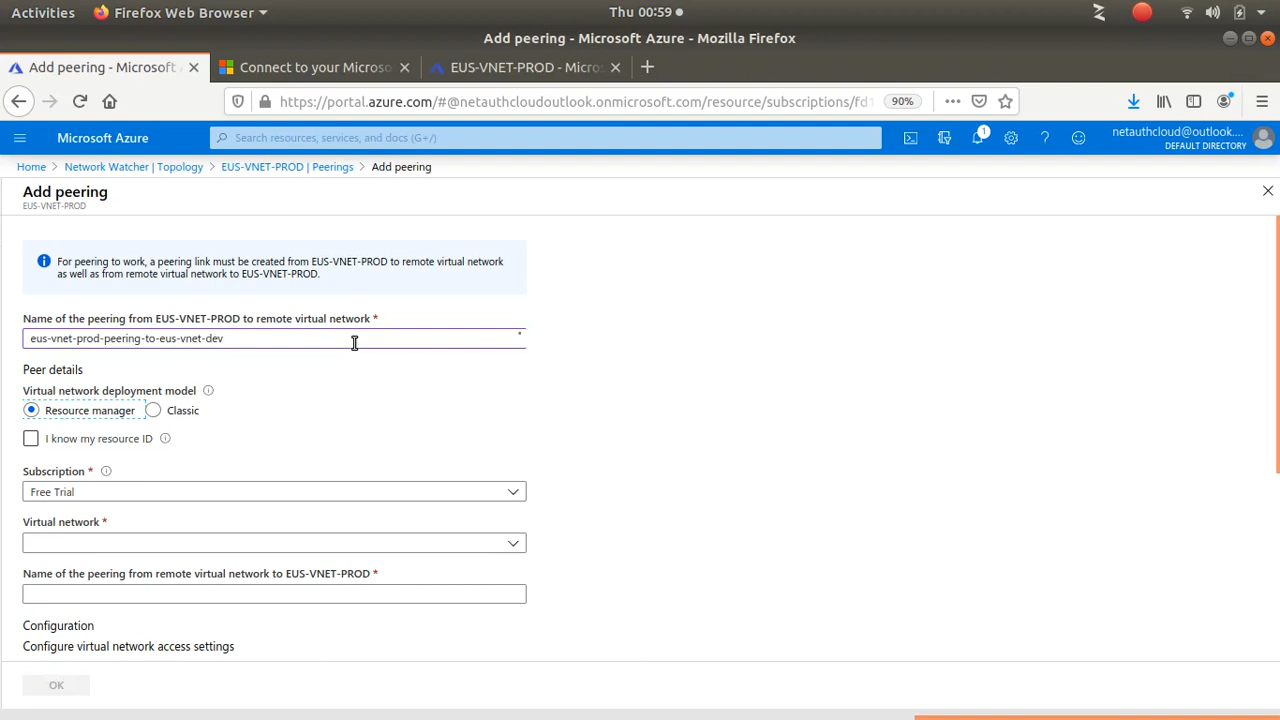 Activities
Firefox Web Browser
Thu 00:59
Add peering - Microsoft Azure - Mozilla Firefox
Add peering - Microsoft
Connect to your Microso
EUS-VNET-PROD - Micro
https://portal.azure.com/#@netauthcloudoutlook.onmicrosoft.com/resource/subscriptions/fd1
90%
Microsoft Azure
Search resources, services, and docs (G+/)
1
netauthcloud@outlook....
DEFAULT DIRECTORY
Home > Network Watcher | Topology > EUS-VNET-PROD | Peerings > Add peering
Add peering
EUS-VNET-PROD
For peering to work, a peering link must be created from EUS-VNET-PROD to remote virtual network
as well as from remote virtual network to EUS-VNET-PROD.
Name of the peering from EUS-VNET-PROD to remote virtual network *
eus-vnet-prod-peering-to-eus-vnet-dev
Peer details
Virtual network deployment model
Resource manager
Classic
I know my resource ID
Subscription *
Free Trial
Virtual network *
Name of the peering from remote virtual network to EUS-VNET-PROD *
Configuration
Configure virtual network access settings
OK